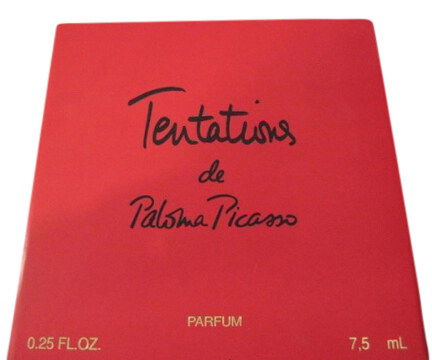 Tentations
de
Paloma Picasso
PARFUM
0.25 FL.OZ. 7,5 mL